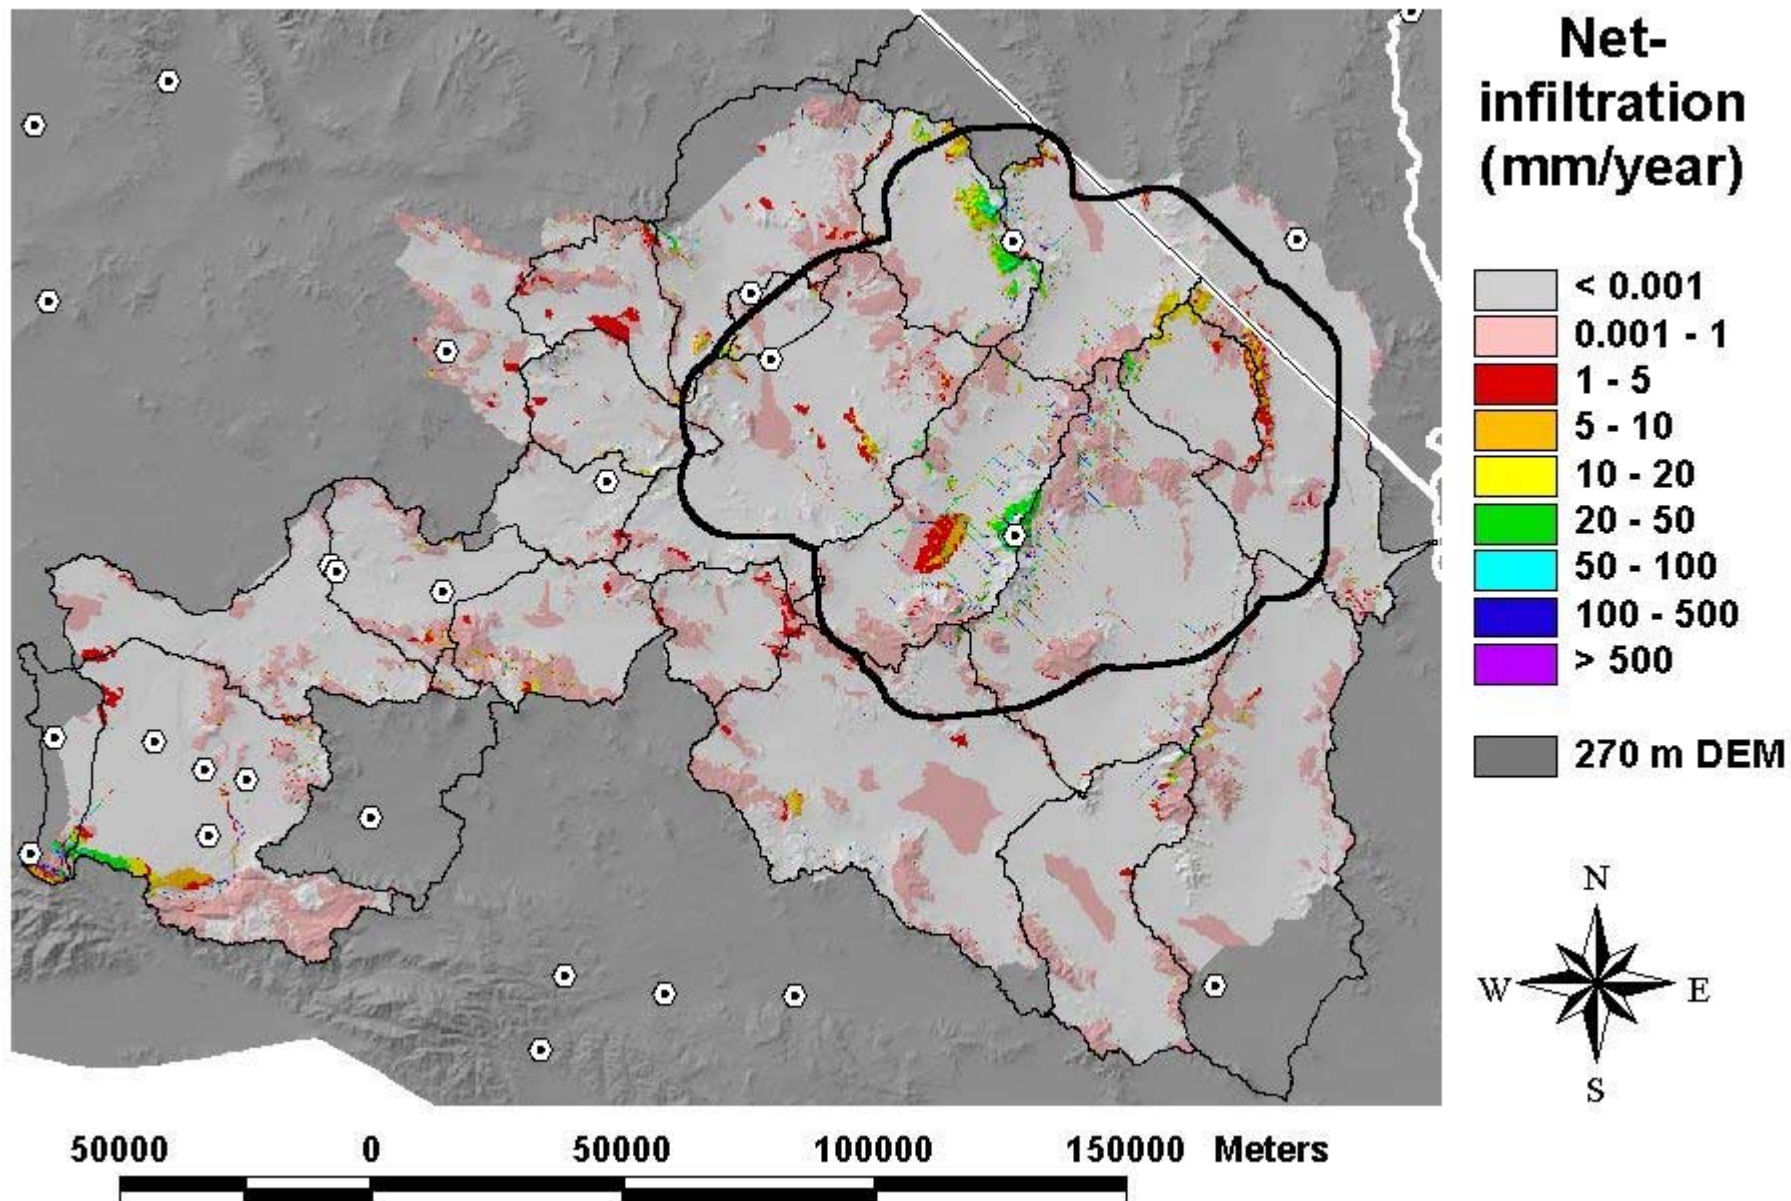 Net-
infiltration
(mm/year)
< 0.001
0.001 - 1
1 - 5
5 - 10
10 - 20
20 - 50
50 - 100
100 - 500
> 500
270 m DEM
N
W E
S
50000 0 50000 100000 150000 Meters